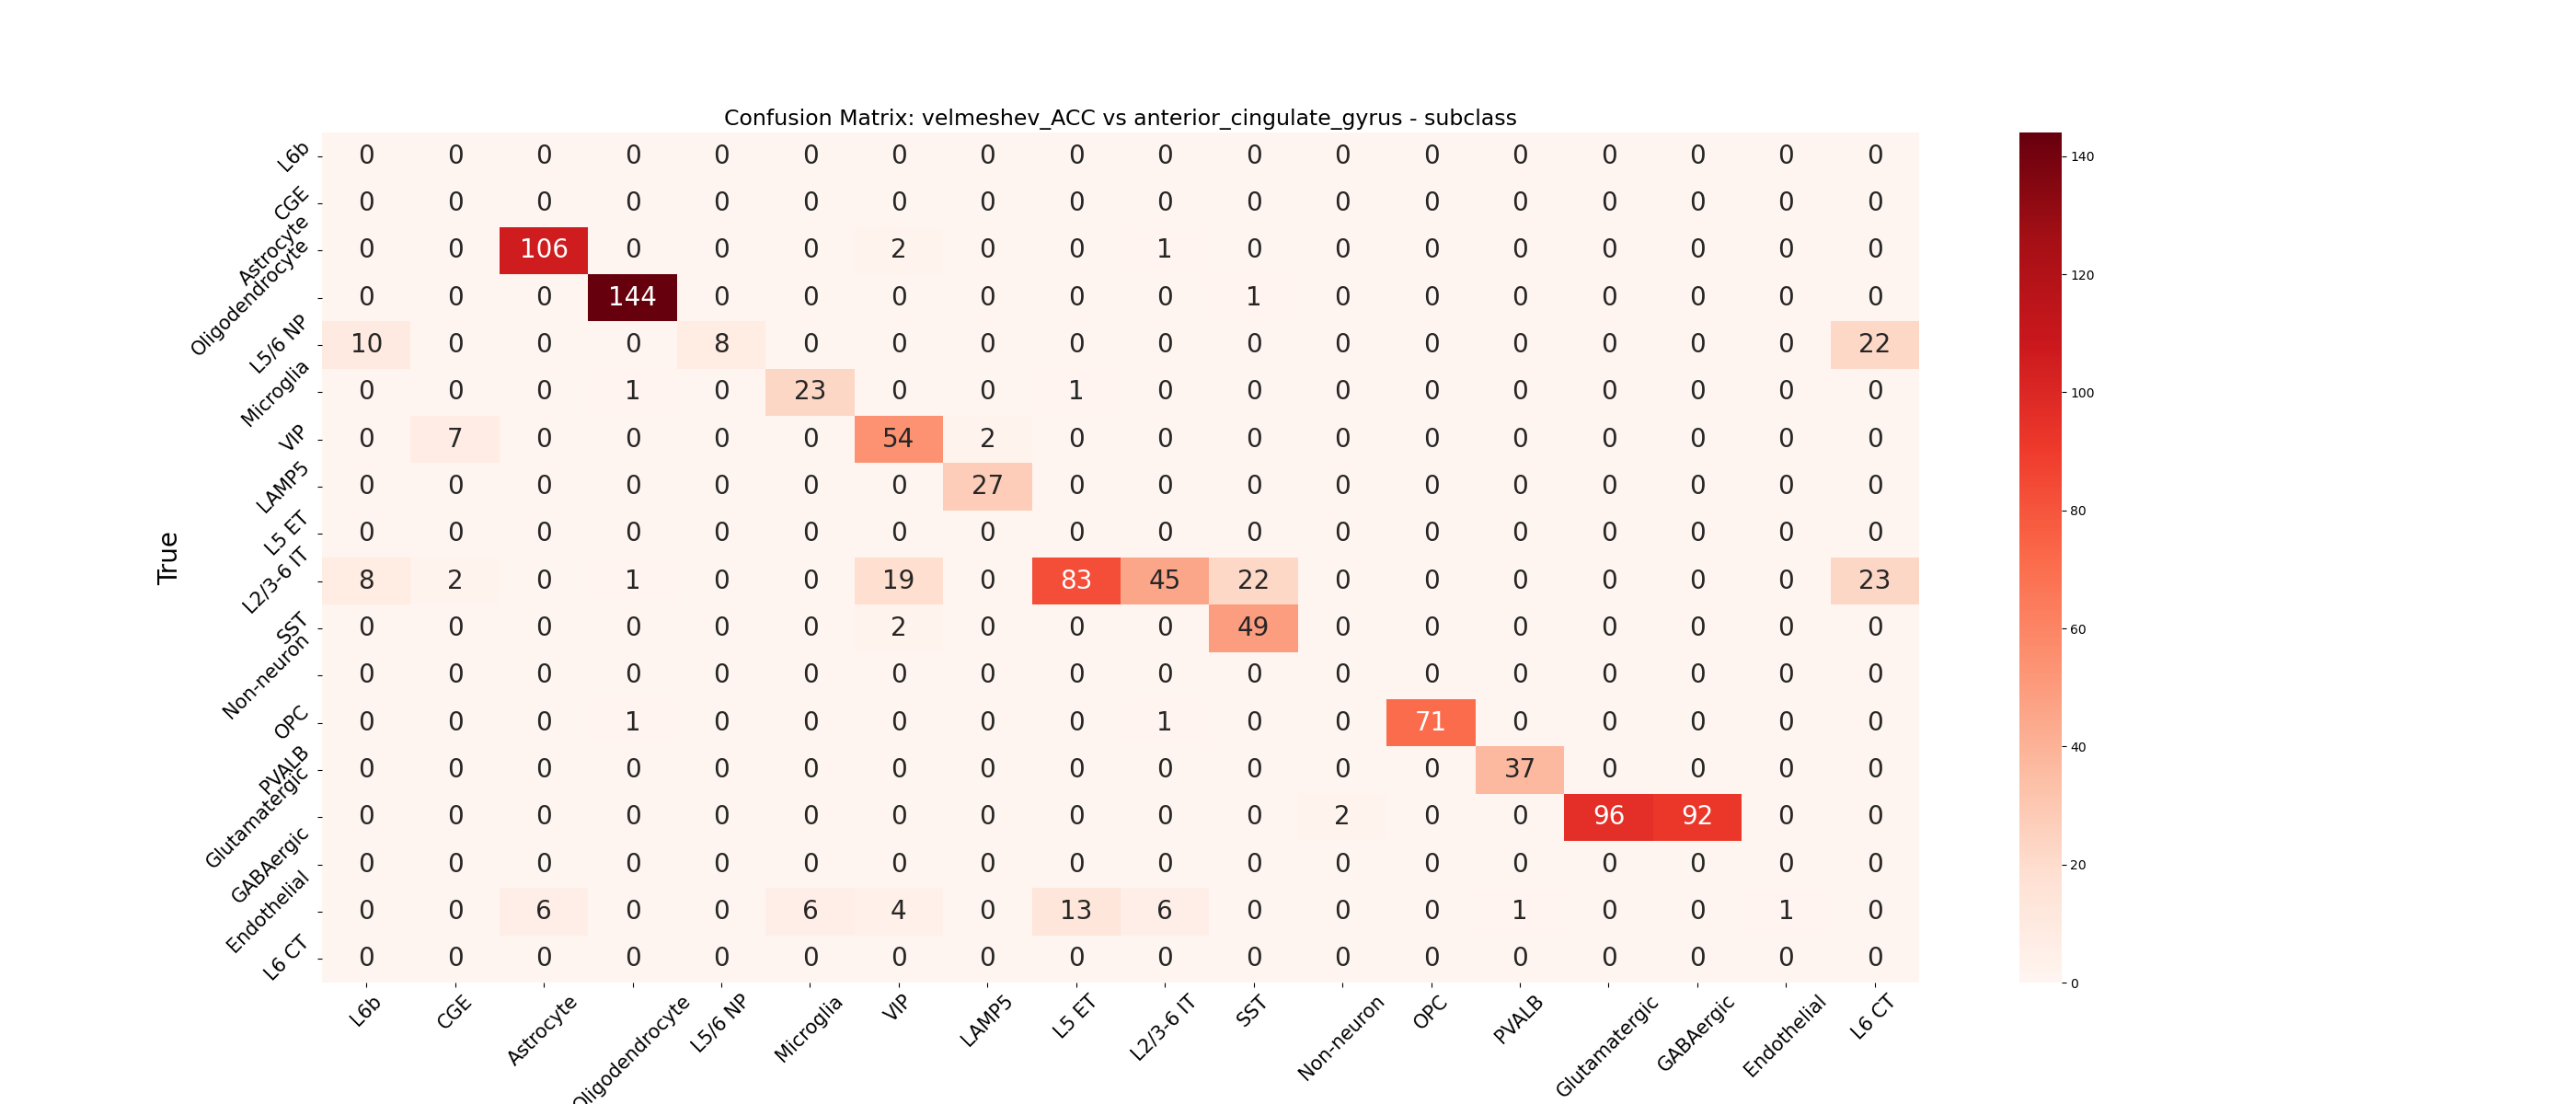 Confusion Matrix: velmeshev_ACC vs anterior_cingulate_gyrus - subclass
True
L6b 0 0 0 0 0 0 0 0 0 0 0 0 0 0 0 0 0 0
CGE 0 0 0 0 0 0 0 0 0 0 0 0 0 0 0 0 0 0
Astrocyte 0 0 106 0 0 0 2 0 0 1 0 0 0 0 0 0 0 0
Oligodendrocyte 0 0 0 144 0 0 0 0 0 0 1 0 0 0 0 0 0 0
L5/6 NP 10 0 0 0 8 0 0 0 0 0 0 0 0 0 0 0 0 22
Microglia 0 0 0 1 0 23 0 0 1 0 0 0 0 0 0 0 0 0
VIP 0 7 0 0 0 0 54 2 0 0 0 0 0 0 0 0 0 0
LAMP5 0 0 0 0 0 0 0 27 0 0 0 0 0 0 0 0 0 0
L5 ET 0 0 0 0 0 0 0 0 0 0 0 0 0 0 0 0 0 0
L2/3-6 IT 8 2 0 1 0 0 19 0 83 45 22 0 0 0 0 0 0 23
SST 0 0 0 0 0 0 2 0 0 0 49 0 0 0 0 0 0 0
Non-neuron 0 0 0 0 0 0 0 0 0 0 0 0 0 0 0 0 0 0
OPC 0 0 0 1 0 0 0 0 0 1 0 0 71 0 0 0 0 0
PVALB 0 0 0 0 0 0 0 0 0 0 0 0 0 37 0 0 0 0
Glutamatergic 0 0 0 0 0 0 0 0 0 0 0 2 0 0 96 92 0 0
GABAergic 0 0 0 0 0 0 0 0 0 0 0 0 0 0 0 0 0 0
Endothelial 0 0 6 0 0 6 4 0 13 6 0 0 0 1 0 0 1 0
L6 CT 0 0 0 0 0 0 0 0 0 0 0 0 0 0 0 0 0 0
L6b CGE Astrocyte Oligodendrocyte L5/6 NP Microglia VIP LAMP5 L5 ET L2/3-6 IT SST Non-neuron OPC PVALB Glutamatergic GABAergic Endothelial L6 CT
140
120
100
80
60
40
20
0